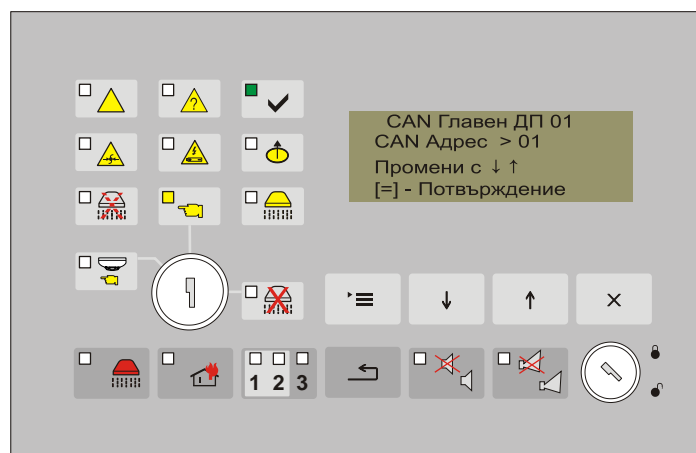 ?
CAN Главен ДП 01
CAN Адрес > 01
Промени с ↓ ↑
[=] - Потвърждение
1 2 3